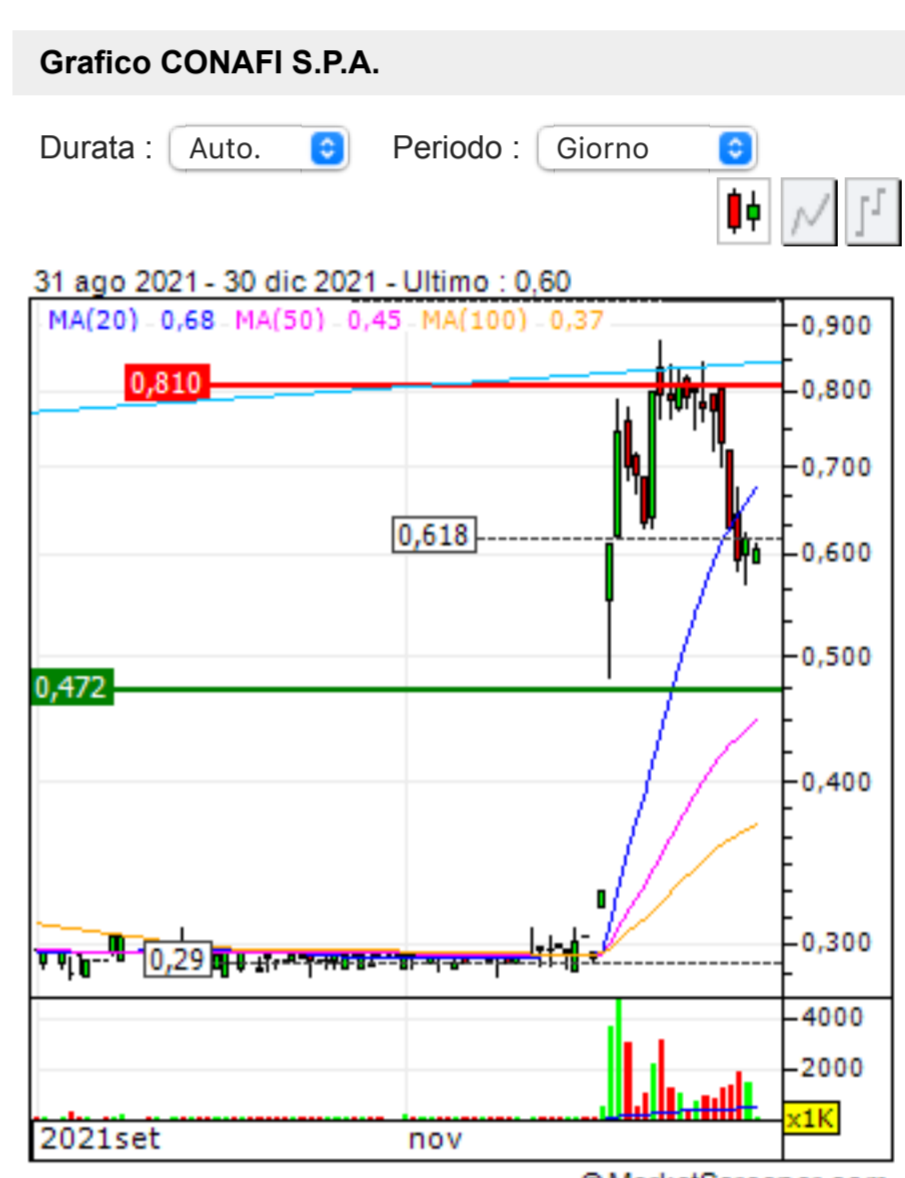 Grafico CONAFI S.P.A.
Durata : Auto. Periodo : Giorno
31 ago 2021 - 30 dic 2021 - Ultimo : 0,60
MA(20) 0,68 MA(50) 0,45 MA(100) 0,37
0,900
0,810
0,800
0,700
0,618
0,600
0,500
0,472
0,400
0,300
0,29
4000
2000
x1K
2021set nov
© MarketScreener.com